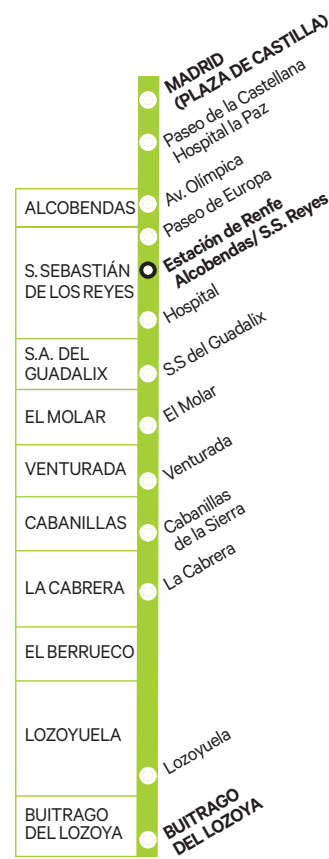 MADRID
(PLAZA DE CASTILLA)
Paseo de la Castellana
Hospital la Paz
ALCOBENDAS
Av. Olímpica
Paseo de Europa
S. SEBASTIÁN
DE LOS REYES
Estación de Renfe
Alcobendas/ S.S. Reyes
Hospital
S.A. DEL
GUADALIX
S.S del Guadalix
EL MOLAR
El Molar
VENTURADA
Venturada
CABANILLAS
Cabanillas
de la Sierra
LA CABRERA
La Cabrera
EL BERRUECO
LOZOYUELA
Lozoyuela
BUITRAGO
DEL LOZOYA
BUITRAGO
DEL LOZOYA